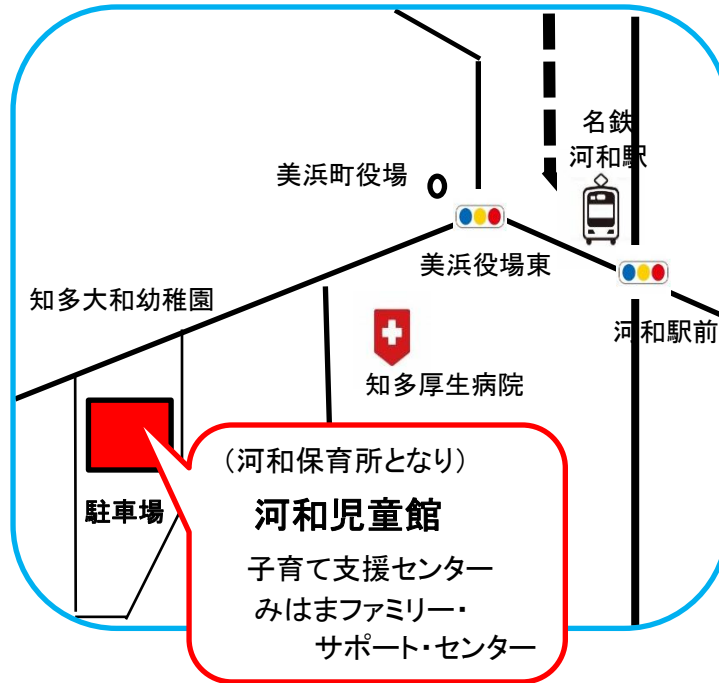 名鉄
河和駅
美浜町役場
美浜役場東
知多大和幼稚園
河和駅前
知多厚生病院
（河和保育所となり）
河和児童館
駐車場
子育て支援センター
みはまファミリー・
サポート・センター